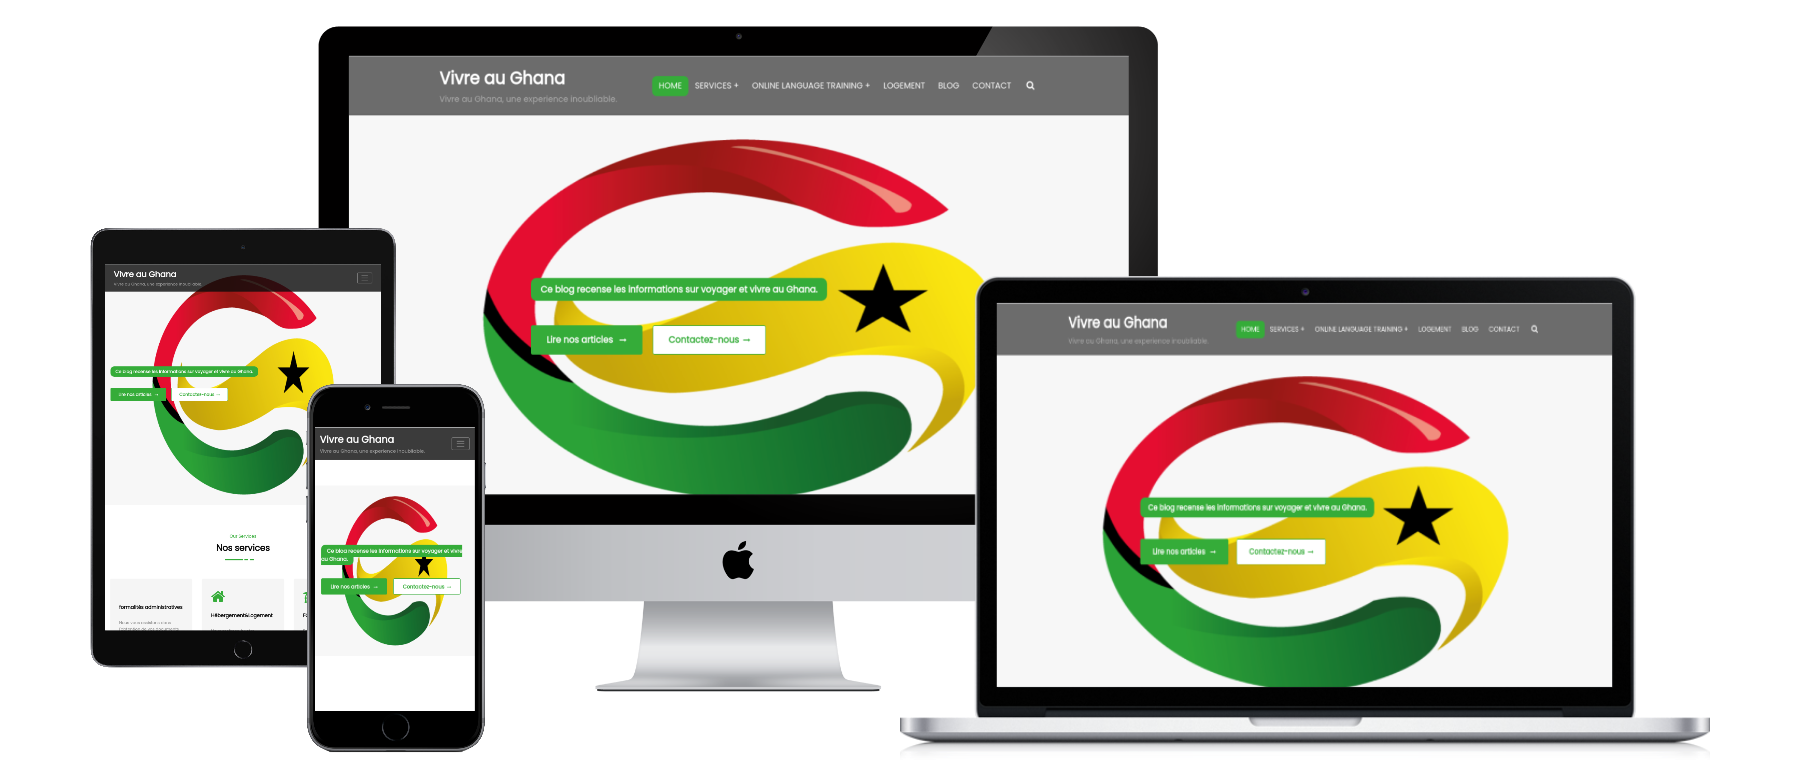 Vivre au Ghana
Vivre au Ghana, une experience inoubliable.
HOME SERVICES + ONLINE LANGUAGE TRAINING + LOGEMENT BLOG CONTACT
Ce blog recense les informations sur voyager et vivre au Ghana.
Lire nos articles → Contactez-nous →
Vivre au Ghana
Vivre au Ghana, une experience inoubliable.
Ce blog recense les informations sur voyager et vivre au Ghana.
Lire nos articles → Contactez-nous →
Our Services
Nos services
formalités administratives
Hébergement&Logement
Vivre au Ghana
Vivre au Ghana, une experience inoubliable.
Ce blog recense les informations sur voyager et vivre
au Ghana.
Lire nos articles → Contactez-nous →
Vivre au Ghana
Vivre au Ghana, une experience inoubliable.
HOME SERVICES + ONLINE LANGUAGE TRAINING + LOGEMENT BLOG CONTACT
Ce blog recense les informations sur voyager et vivre au Ghana.
Lire nos articles → Contactez-nous →